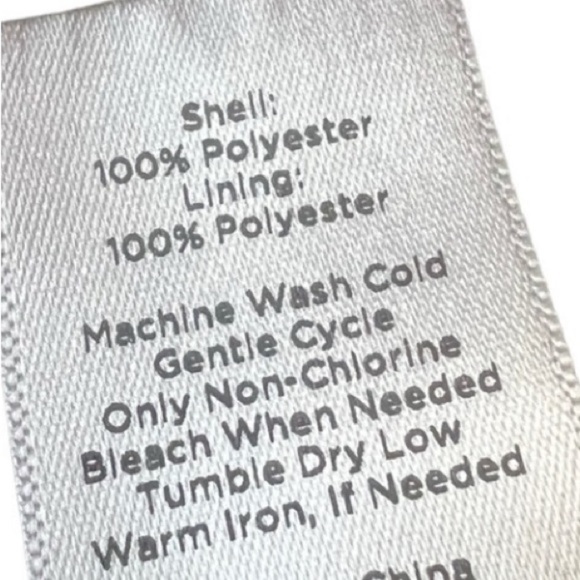 Shell:
100% Polyester
Lining:
100% Polyester
Machine Wash Cold
Gentle Cycle
Only Non-Chlorine
Bleach When Needed
Tumble Dry Low
Warm Iron, If Needed
China